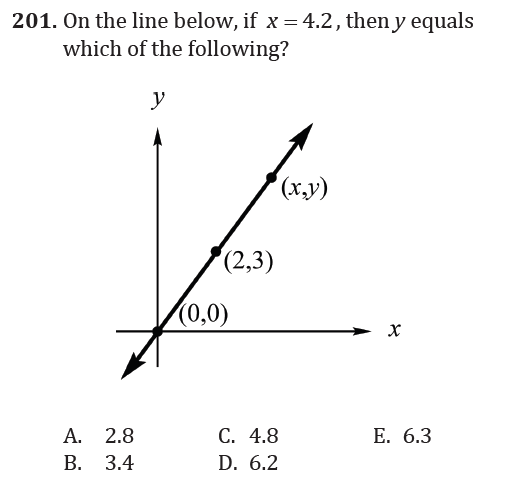 201. On the line below, if x = 4.2, then y equals
which of the following?
y
(x,y)
(2,3)
(0,0)
x
A. 2.8 C. 4.8 E. 6.3
B. 3.4 D. 6.2